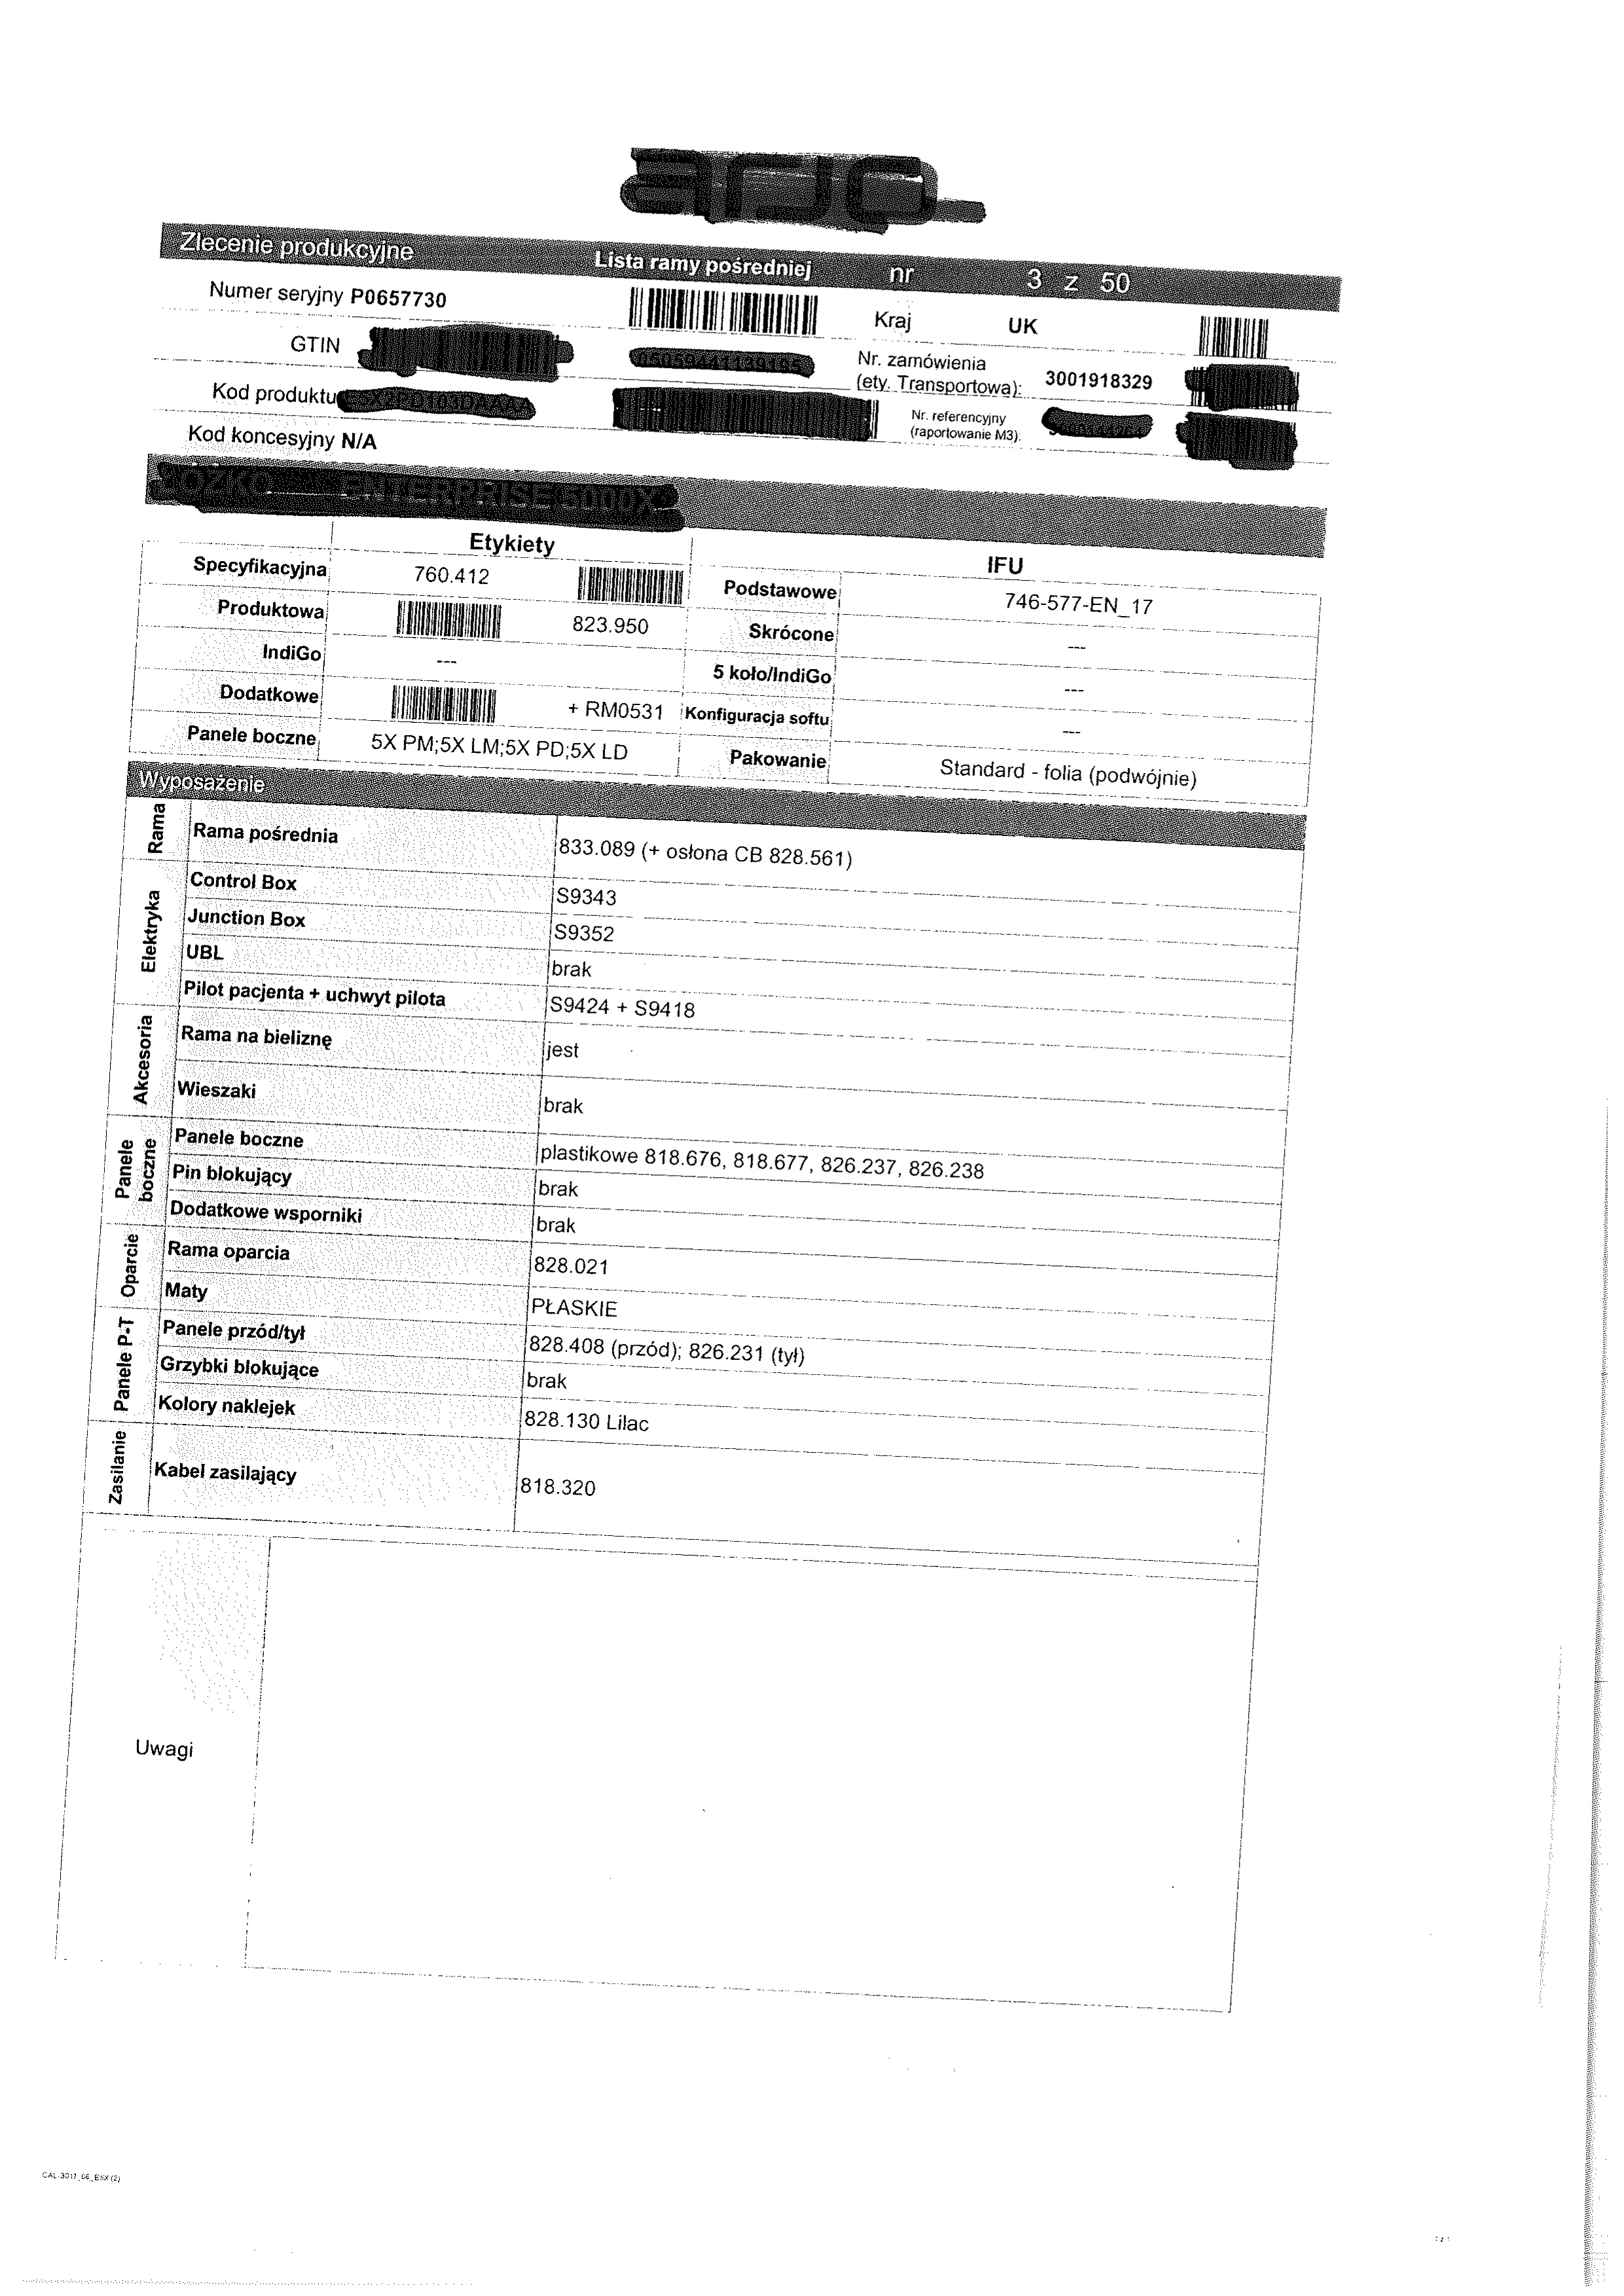 Zlecenie produkcyjne Lista ramy pośredniej nr 3 z 50
Numer seryjny P0657730 Kraj UK
GTIN Nr. zamówienia (ety. Transportowa): 3001918329
Kod produktu Nr. referencyjny (raportowanie M3):
Kod koncesyjny N/A
ENTERPRISE 5000X
Etykiety IFU
Specyfikacyjna 760.412 Podstawowe 746-577-EN_17
Produktowa 823.950 Skrócone ---
IndiGo --- 5 koło/IndiGo ---
Dodatkowe + RM0531 Konfiguracja softu ---
Panele boczne 5X PM;5X LM;5X PD;5X LD Pakowanie Standard - folia (podwójnie)
Wyposażenie
Rama
Rama pośrednia 833.089 (+ osłona CB 828.561)
Elektryka
Control Box S9343
Junction Box S9352
UBL brak
Pilot pacjenta + uchwyt pilota S9424 + S9418
Akcesoria
Rama na bieliznę jest
Wieszaki brak
Panele boczne
Panele boczne plastikowe 818.676, 818.677, 826.237, 826.238
Pin blokujący brak
Dodatkowe wsporniki brak
Oparcie
Rama oparcia 828.021
Maty PŁASKIE
Panele P-T
Panele przód/tył 828.408 (przód); 826.231 (tył)
Grzybki blokujące brak
Kolory naklejek 828.130 Lilac
Zasilanie
Kabel zasilający 818.320
Uwagi